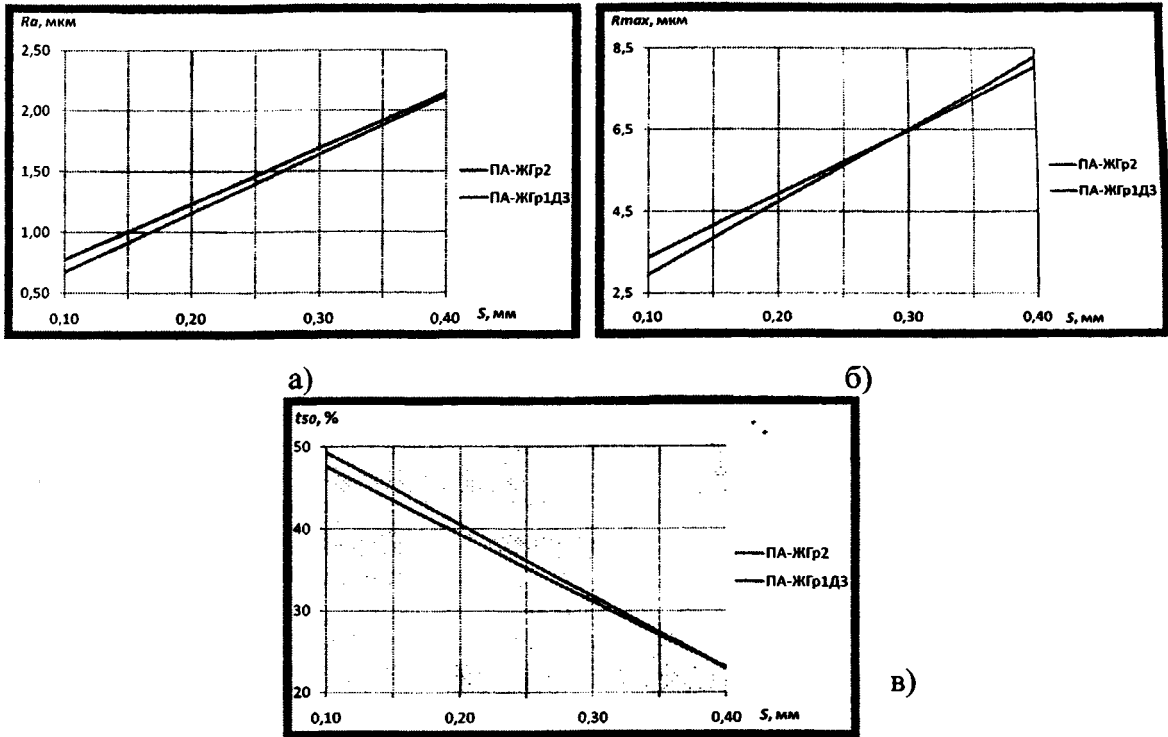 Ra, мкм
2,50
2,00
1,50
1,00
0,50
0,10
0,20
0,30
0,40
S, мм
ПА-ЖГр2
ПА-ЖГр1Д3
а)
Rmax, мкм
8,5
6,5
4,5
2,5
0,10
0,20
0,30
0,40
S, мм
ПА-ЖГр2
ПА-ЖГр1Д3
б)
t50, %
50
40
30
20
0,10
0,20
0,30
0,40
S, мм
ПА-ЖГр2
ПА-ЖГр1Д3
в)